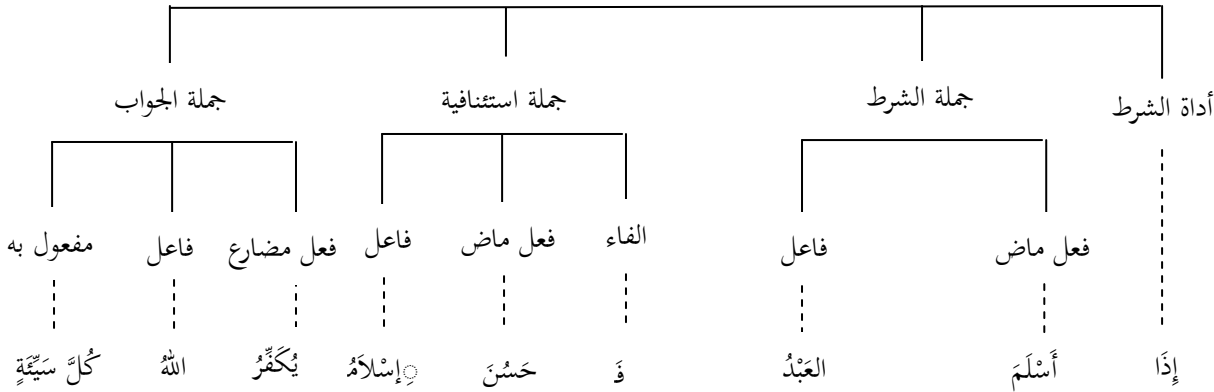 أداة الشرط جملة الشرط جملة استئنافية جملة الجواب
فعل ماض فاعل الفاء فعل ماض فاعل فعل مضارع فاعل مفعول به
إِذَا أَسْلَمَ العَبْدُ فَ حَسُنَ إِسْلاَمُهُ يُكَفِّرُ اللهُ كُلَّ سَيِّئَةٍ